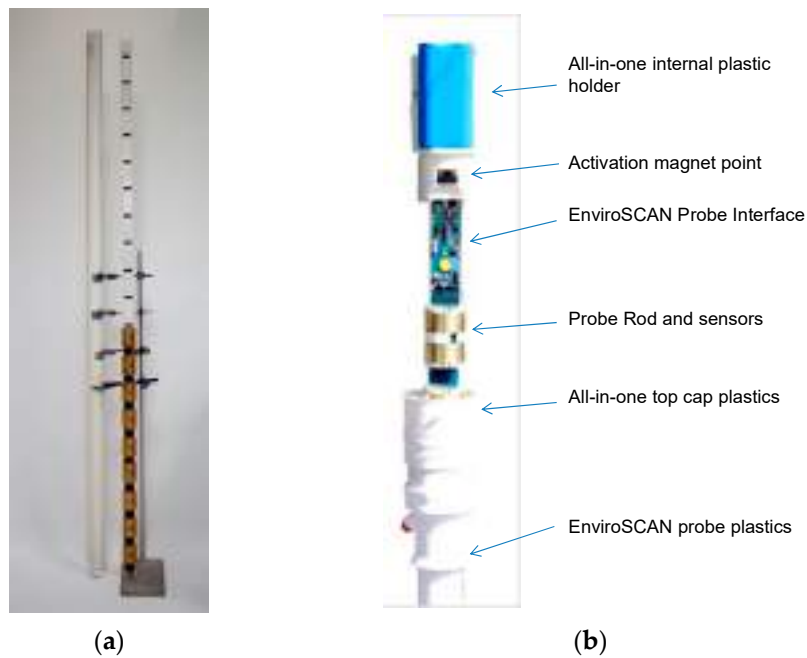 All-in-one internal plastic
holder
Activation magnet point
EnviroSCAN Probe Interface
Probe Rod and sensors
All-in-one top cap plastics
EnviroSCAN probe plastics
(a)
(b)